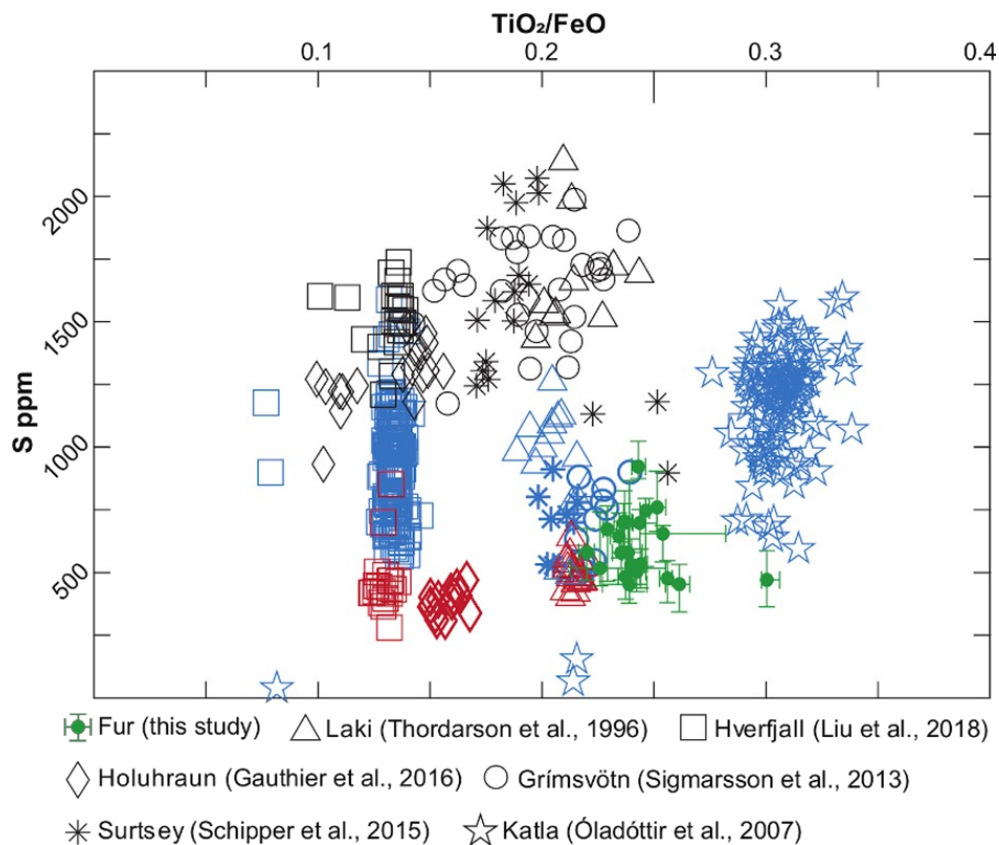 TiO₂/FeO
0.1 0.2 0.3 0.4
S ppm
2000
1500
1000
500
Fur (this study) Laki (Thordarson et al., 1996) Hverfjall (Liu et al., 2018)
Holuhraun (Gauthier et al., 2016) Grímsvötn (Sigmarsson et al., 2013)
Surtsey (Schipper et al., 2015) Katla (Óladóttir et al., 2007)